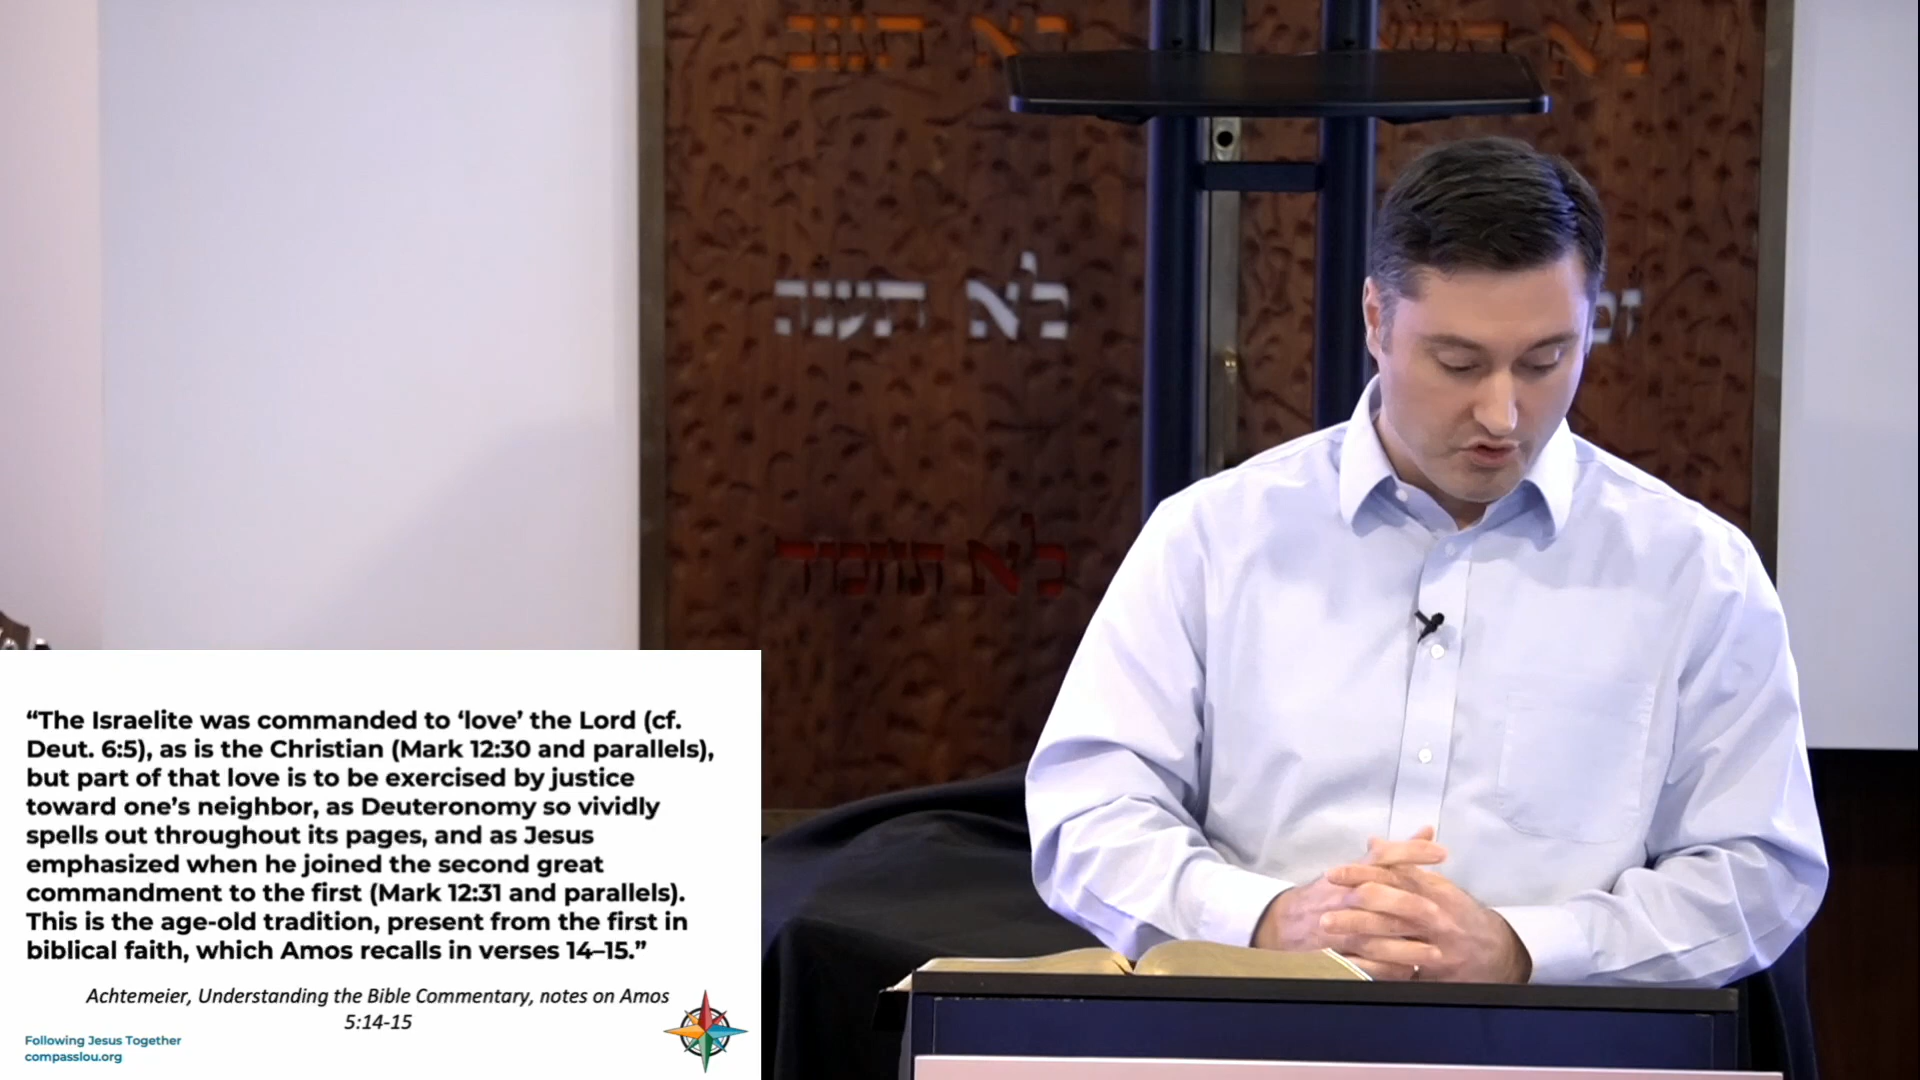 לא תגנב
לא
לא תענה
לא תחמד
“The Israelite was commanded to ‘love’ the Lord (cf.
Deut. 6:5), as is the Christian (Mark 12:30 and parallels),
but part of that love is to be exercised by justice
toward one’s neighbor, as Deuteronomy so vividly
spells out throughout its pages, and as Jesus
emphasized when he joined the second great
commandment to the first (Mark 12:31 and parallels).
This is the age-old tradition, present from the first in
biblical faith, which Amos recalls in verses 14–15.”
Achtemeier, Understanding the Bible Commentary, notes on Amos
5:14-15
Following Jesus Together
compasslou.org